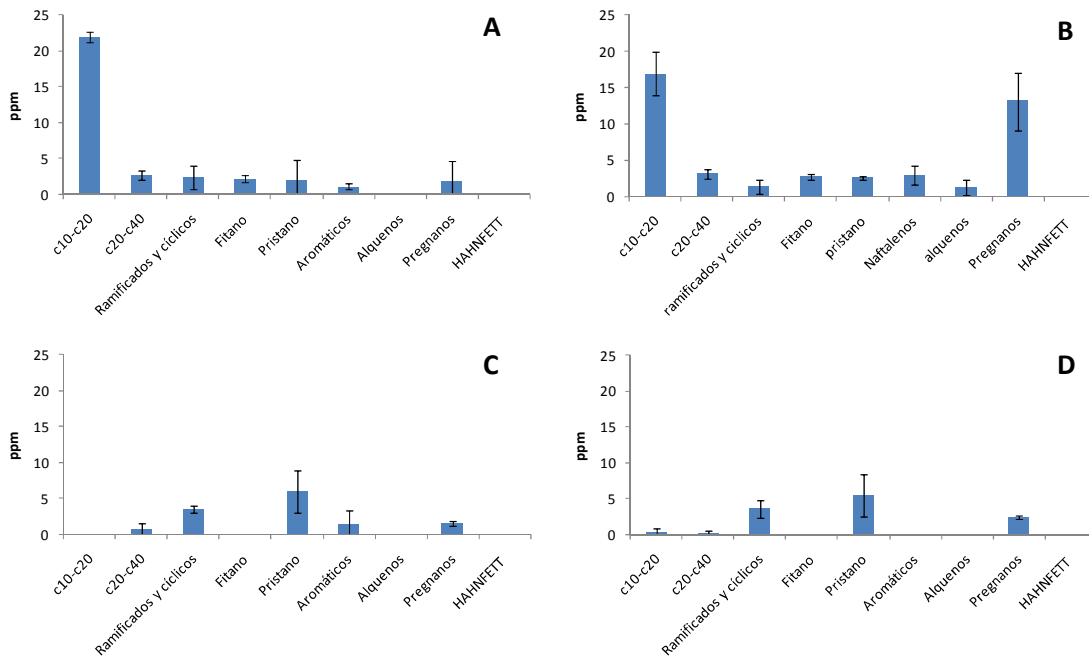 A
25
20
15
10
5
0
ppm
c10-c20
c20-c40
Ramificados y cíclicos
Fitano
Pristano
Aromáticos
Alquenos
Pregnanos
HAHNFETT
B
25
20
15
10
5
0
ppm
c10-c20
c20-c40
ramificados y cíclicos
Fitano
pristano
Naftalenos
alquenos
Pregnanos
HAHNFETT
C
25
20
15
10
5
0
ppm
c10-c20
c20-c40
Ramificados y cíclicos
Fitano
Pristano
Aromáticos
Alquenos
Pregnanos
HAHNFETT
D
25
20
15
10
5
0
ppm
c10-c20
c20-c40
Ramificados y cíclicos
Fitano
Pristano
Aromáticos
Alquenos
Pregnanos
HAHNFETT